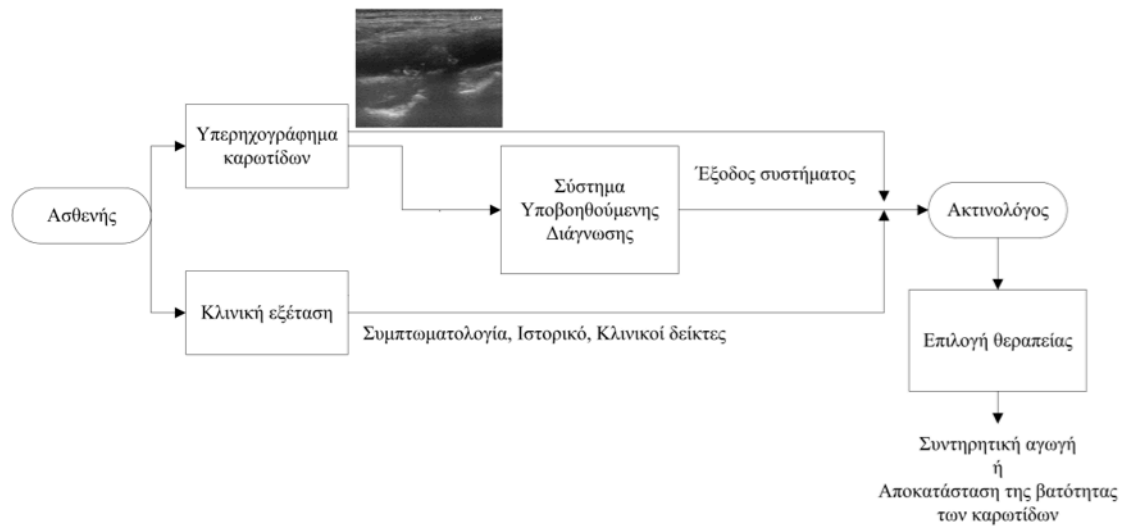 Υπερηχογράφημα
καρωτίδων
Ασθενής
Σύστημα
Υποβοηθούμενης
Διάγνωσης
Έξοδος συστήματος
Ακτινολόγος
Κλινική εξέταση
Συμπτωματολογία, Ιστορικό, Κλινικοί δείκτες
Επιλογή θεραπείας
Συντηρητική αγωγή
ή
Αποκατάσταση της βατότητας
των καρωτίδων